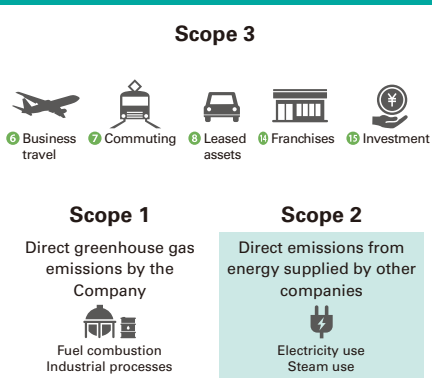 Scope 3
6 Business
travel
7 Commuting
8 Leased
assets
14 Franchises
¥
15 Investment
Scope 1
Direct greenhouse gas
emissions by the
Company
Fuel combustion
Industrial processes
Scope 2
Direct emissions from
energy supplied by other
companies
Electricity use
Steam use